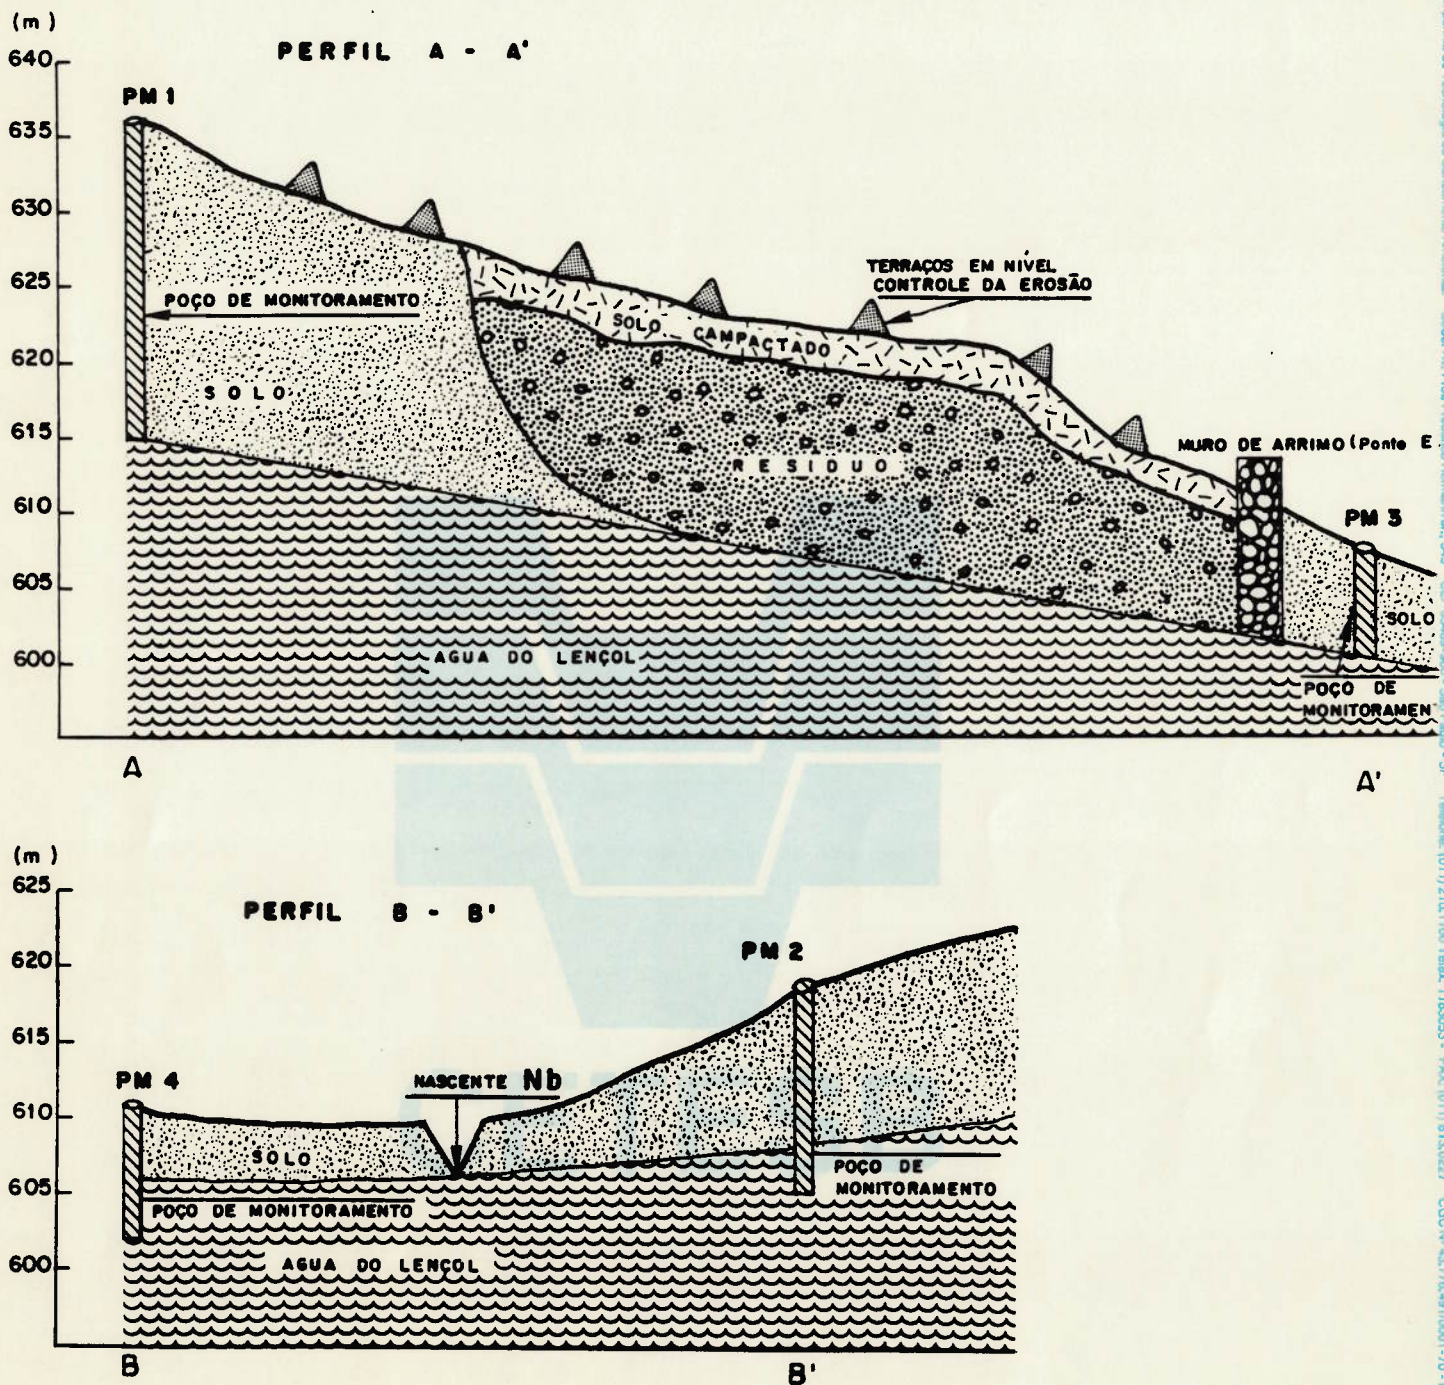 (m)
PERFIL A - A'
640
PM 1
635
630
625
TERRAÇOS EM NÍVEL
CONTROLE DA EROSÃO
POÇO DE MONITORAMENTO
SOLO CAMPACTADO
620
SOLO
615
MURO DE ARRIMO (Ponto E
RESÍDUO
610
PM 3
605
SOLO
600
AGUA DO LENÇOL
POÇO DE
MONITORAMEN
A
A'
(m)
625
PERFIL B - B'
PM 2
620
615
PM 4
NASCENTE Nb
610
SOLO
POÇO DE
MONITORAMENTO
605
POÇO DE MONITORAMENTO
600
AGUA DO LENÇOL
B
B'